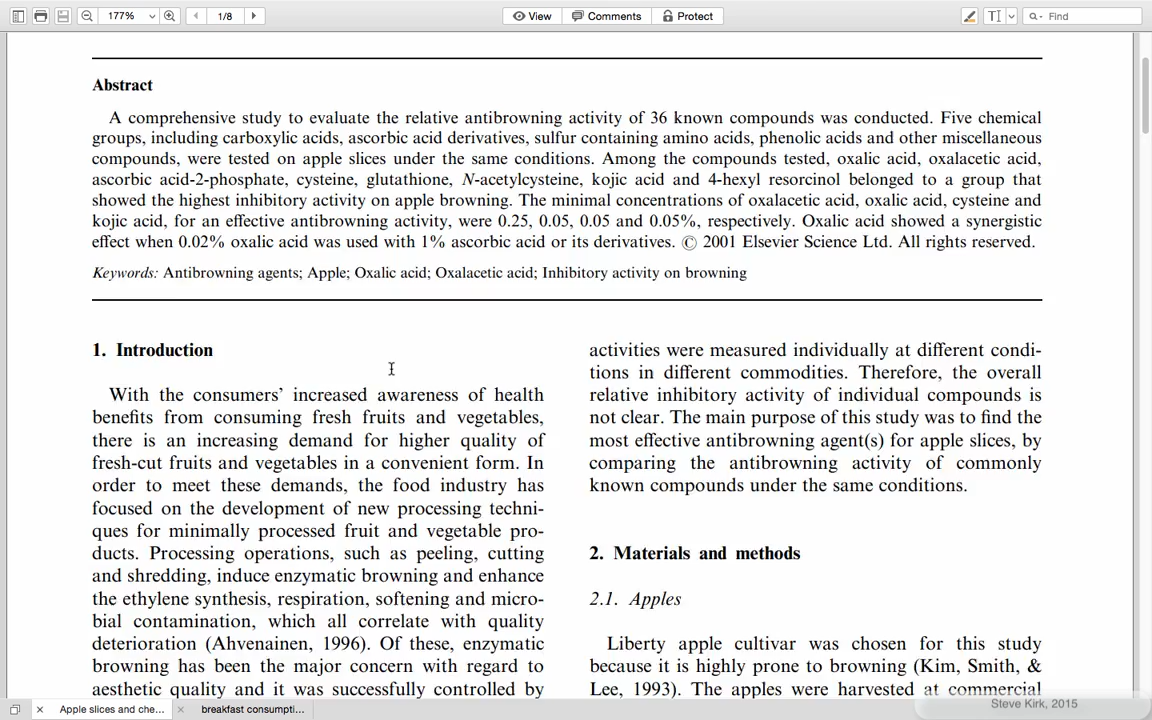 177%
1/8
View
Comments
Protect
Find
Abstract
A comprehensive study to evaluate the relative antibrowning activity of 36 known compounds was conducted. Five chemical
groups, including carboxylic acids, ascorbic acid derivatives, sulfur containing amino acids, phenolic acids and other miscellaneous
compounds, were tested on apple slices under the same conditions. Among the compounds tested, oxalic acid, oxalacetic acid,
ascorbic acid-2-phosphate, cysteine, glutathione, N-acetylcysteine, kojic acid and 4-hexyl resorcinol belonged to a group that
showed the highest inhibitory activity on apple browning. The minimal concentrations of oxalacetic acid, oxalic acid, cysteine and
kojic acid, for an effective antibrowning activity, were 0.25, 0.05, 0.05 and 0.05%, respectively. Oxalic acid showed a synergistic
effect when 0.02% oxalic acid was used with 1% ascorbic acid or its derivatives. © 2001 Elsevier Science Ltd. All rights reserved.
Keywords: Antibrowning agents; Apple; Oxalic acid; Oxalacetic acid; Inhibitory activity on browning
1. Introduction
With the consumers' increased awareness of health
benefits from consuming fresh fruits and vegetables,
there is an increasing demand for higher quality of
fresh-cut fruits and vegetables in a convenient form. In
order to meet these demands, the food industry has
focused on the development of new processing techni-
ques for minimally processed fruit and vegetable pro-
ducts. Processing operations, such as peeling, cutting
and shredding, induce enzymatic browning and enhance
the ethylene synthesis, respiration, softening and micro-
bial contamination, which all correlate with quality
deterioration (Ahvenainen, 1996). Of these, enzymatic
browning has been the major concern with regard to
aesthetic quality and it was successfully controlled by
activities were measured individually at different condi-
tions in different commodities. Therefore, the overall
relative inhibitory activity of individual compounds is
not clear. The main purpose of this study was to find the
most effective antibrowning agent(s) for apple slices, by
comparing the antibrowning activity of commonly
known compounds under the same conditions.
2. Materials and methods
2.1. Apples
Liberty apple cultivar was chosen for this study
because it is highly prone to browning (Kim, Smith, &
Lee, 1993). The apples were harvested at commercial
Apple slices and che...
breakfast consumpti...
Steve Kirk, 2015